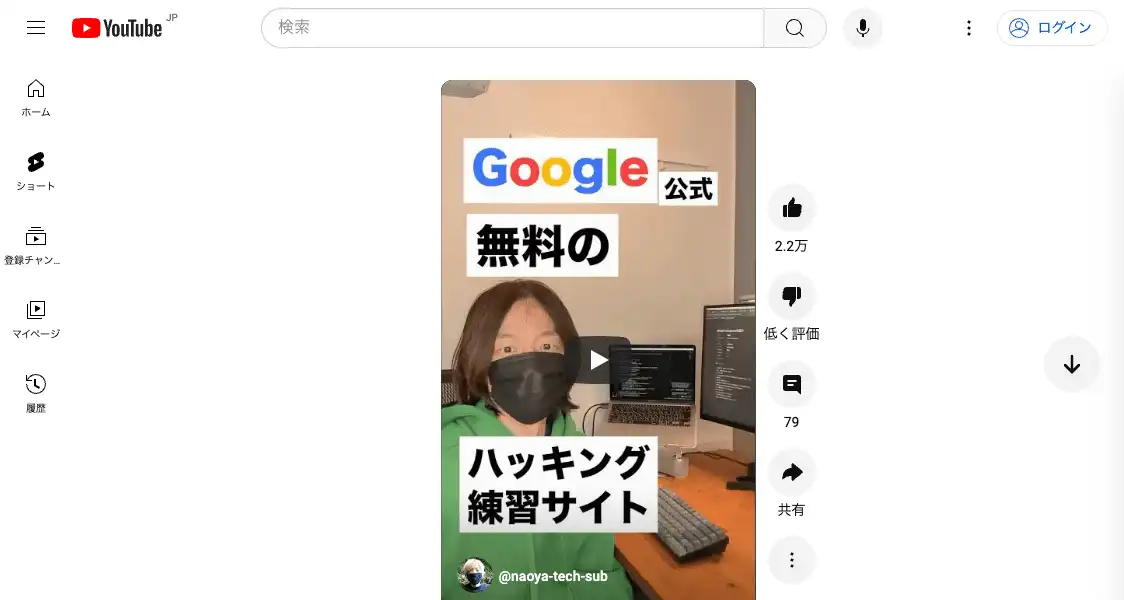 YouTube JP
検索
ログイン
ホーム
ショート
登録チャン...
マイページ
履歴
Google 公式
無料の
ハッキング
練習サイト
@naoya-tech-sub
2.2万
低く評価
79
共有